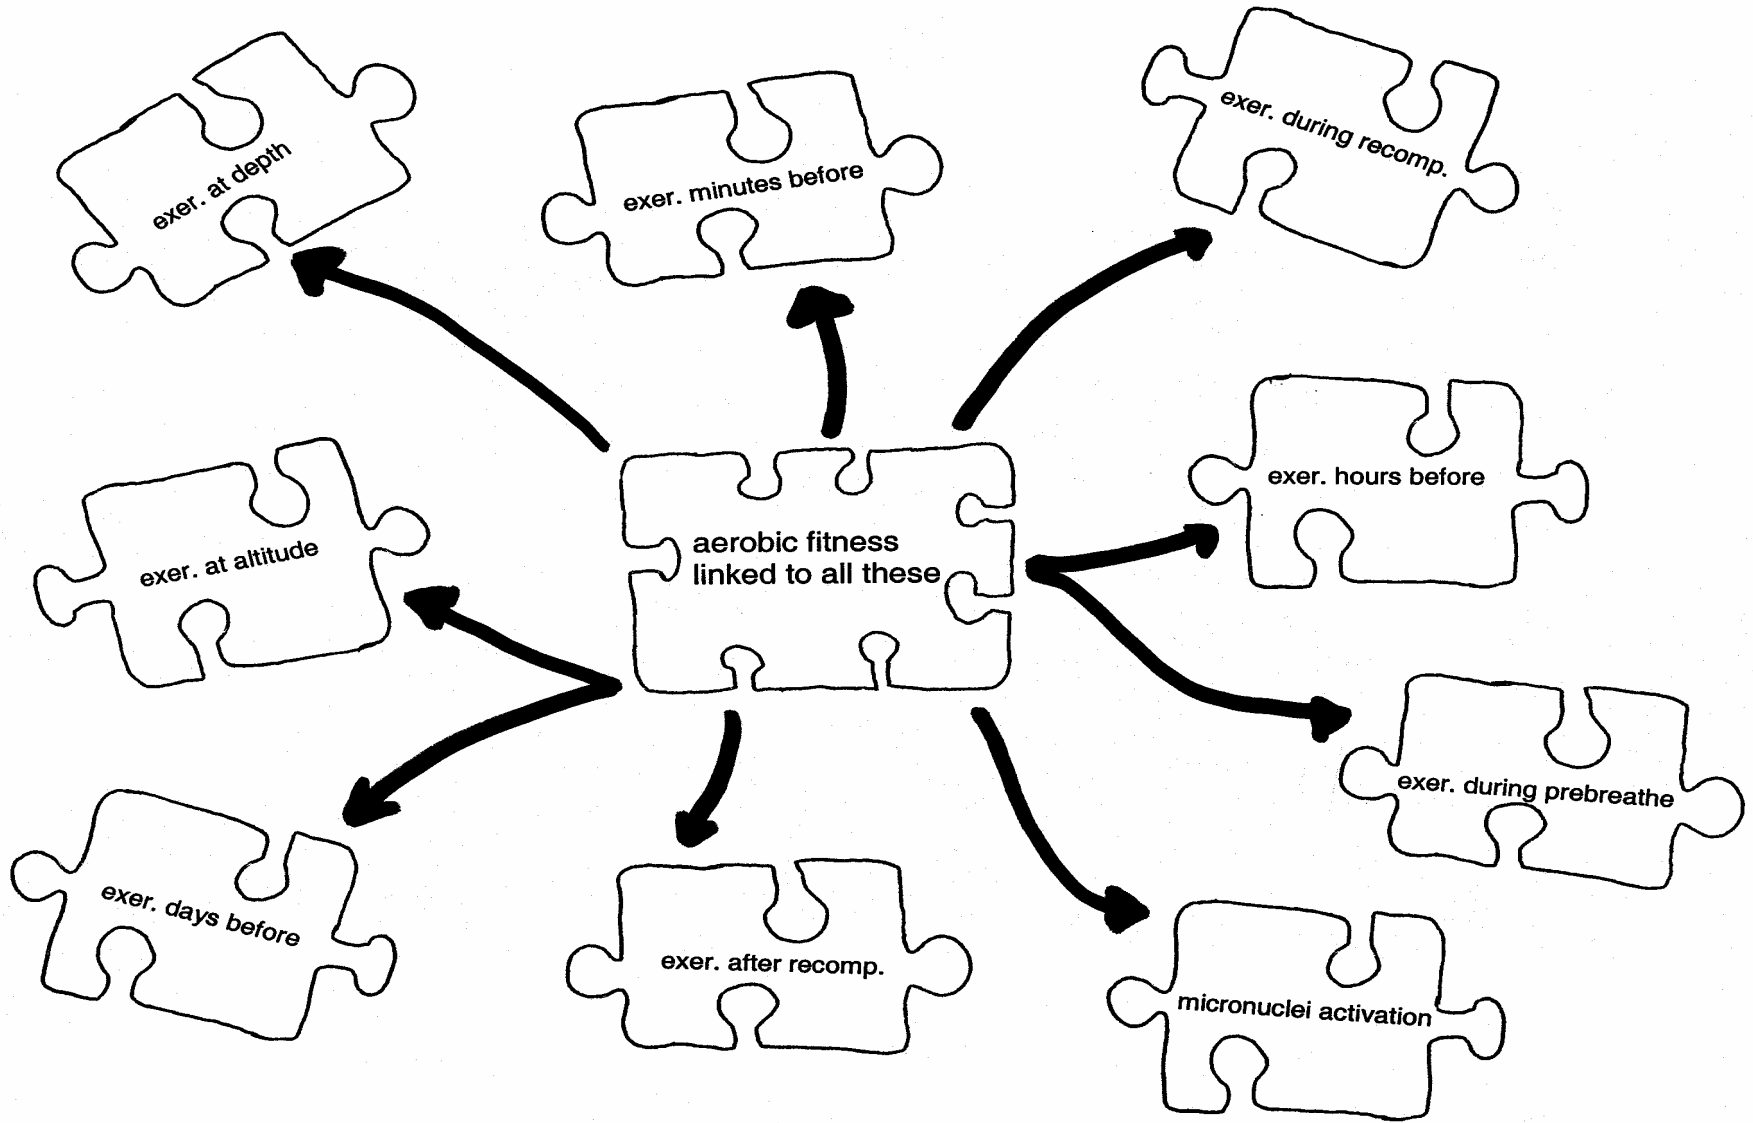 exer. at depth
exer. minutes before
exer. during recomp.
exer. at altitude
aerobic fitness
linked to all these
exer. hours before
exer. during prebreathe
exer. days before
exer. after recomp.
micronuclei activation